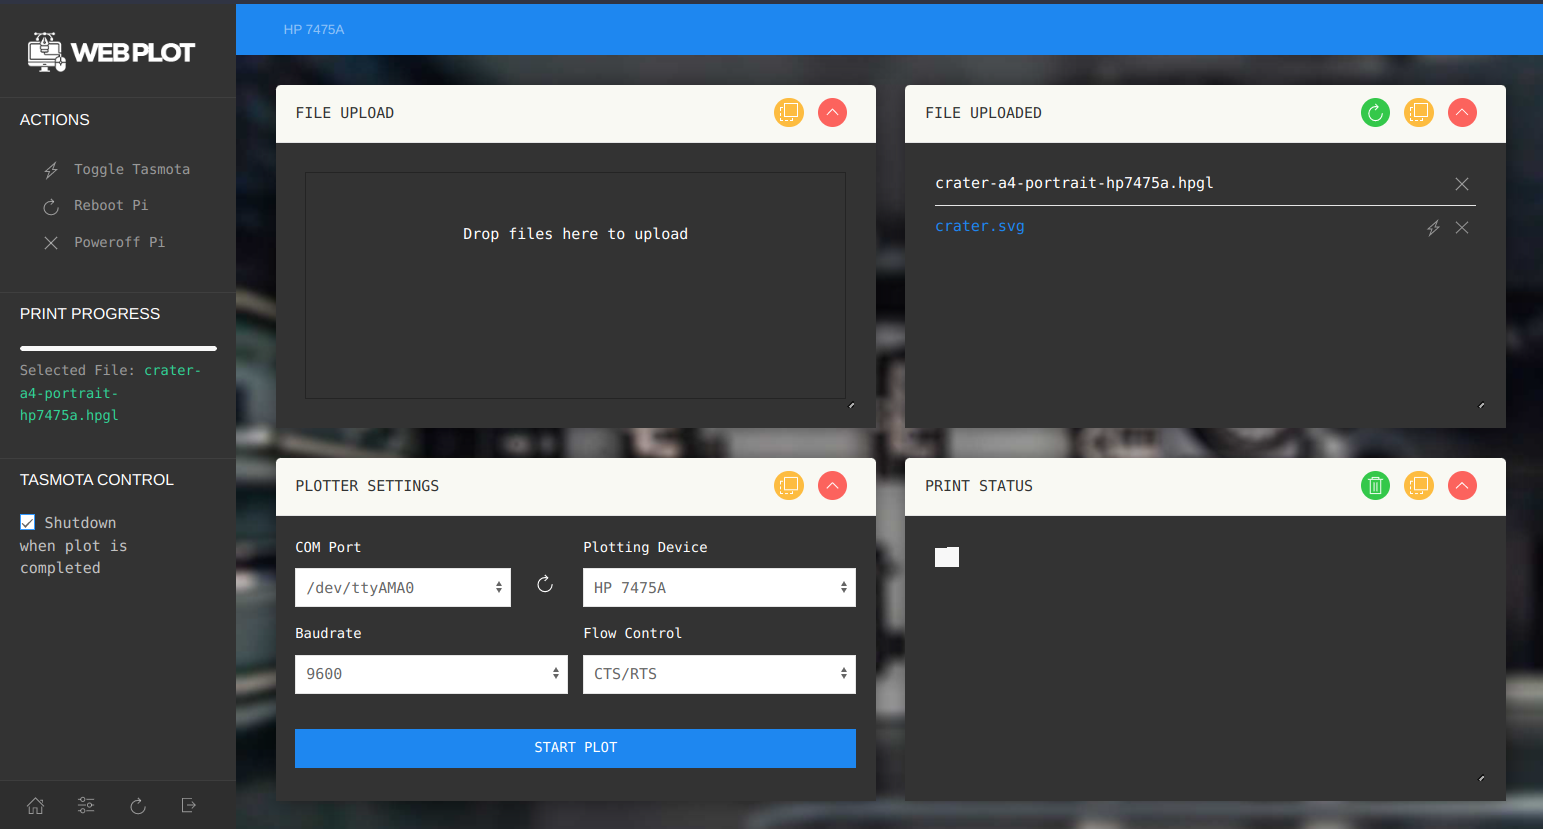 WEBPLOT
HP 7475A
ACTIONS
Toggle Tasmota
Reboot Pi
Poweroff Pi
PRINT PROGRESS
Selected File: crater-
a4-portrait-
hp7475a.hpgl
TASMOTA CONTROL
Shutdown
when plot is
completed
FILE UPLOAD
Drop files here to upload
FILE UPLOADED
crater-a4-portrait-hp7475a.hpgl
crater.svg
PLOTTER SETTINGS
COM Port
Plotting Device
/dev/ttyAMA0
HP 7475A
Baudrate
Flow Control
9600
CTS/RTS
START PLOT
PRINT STATUS